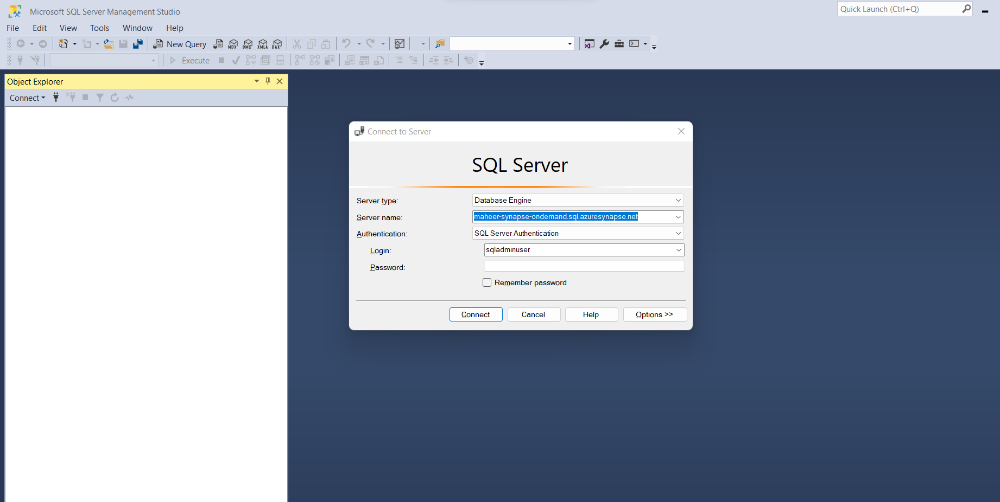 Microsoft SQL Server Management Studio
Quick Launch (Ctrl+Q)
File Edit View Tools Window Help
New Query MDX DMX XMLA DAX
Execute
Object Explorer
Connect
Connect to Server
SQL Server
Server type: Database Engine
Server name: maheer-synapse-ondemand.sql.azuresynapse.net
Authentication: SQL Server Authentication
Login: sqladminuser
Password:
Remember password
Connect Cancel Help Options >>